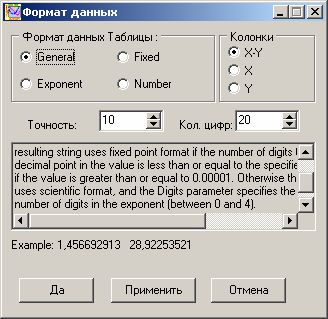 Формат данных
Формат данных Таблицы :
General
Fixed
Exponent
Number
Колонки
X-Y
X
Y
Точность:
10
Кол. цифр:
20
resulting string uses fixed point format if the number of digits
decimal point in the value is less than or equal to the specifie
if the value is greater than or equal to 0.00001. Otherwise th
uses scientific format, and the Digits parameter specifies the
number of digits in the exponent (between 0 and 4).
Example: 1,456692913 28,92253521
Да
Применить
Отмена